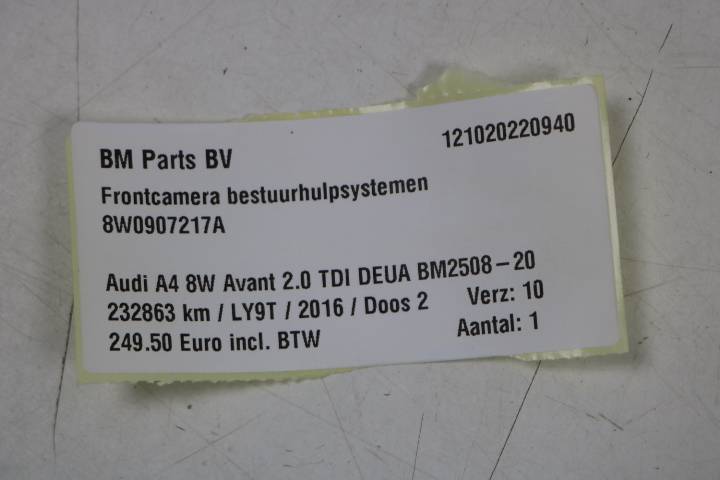 BM Parts BV 121020220940
Frontcamera bestuurhulpsystemen
8W0907217A
Audi A4 8W Avant 2.0 TDI DEUA BM2508-20
232863 km / LY9T / 2016 / Doos 2 Verz: 10
249.50 Euro incl. BTW Aantal: 1